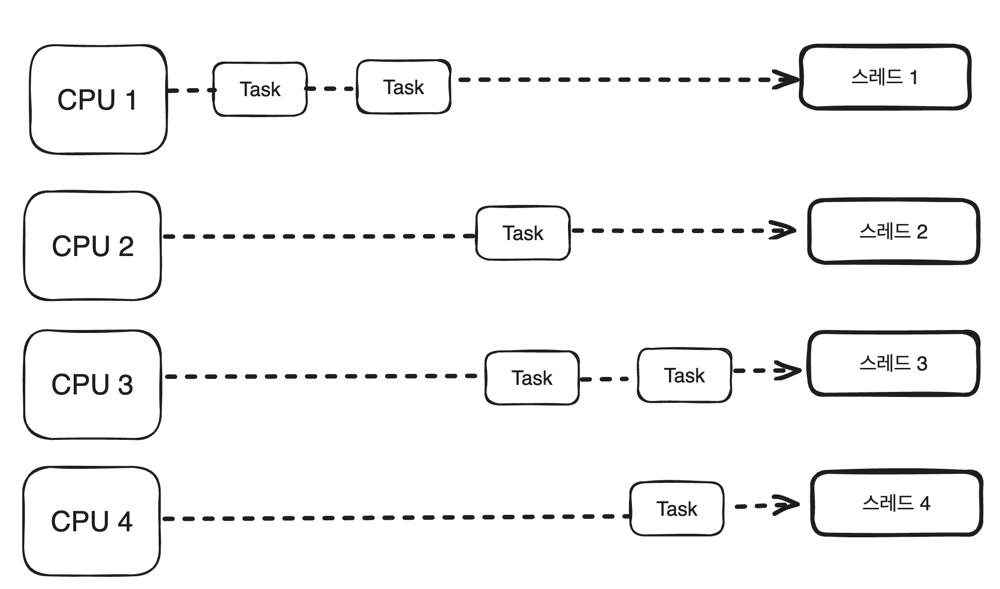 CPU 1
Task
Task
스레드 1
CPU 2
Task
스레드 2
CPU 3
Task
Task
스레드 3
CPU 4
Task
스레드 4